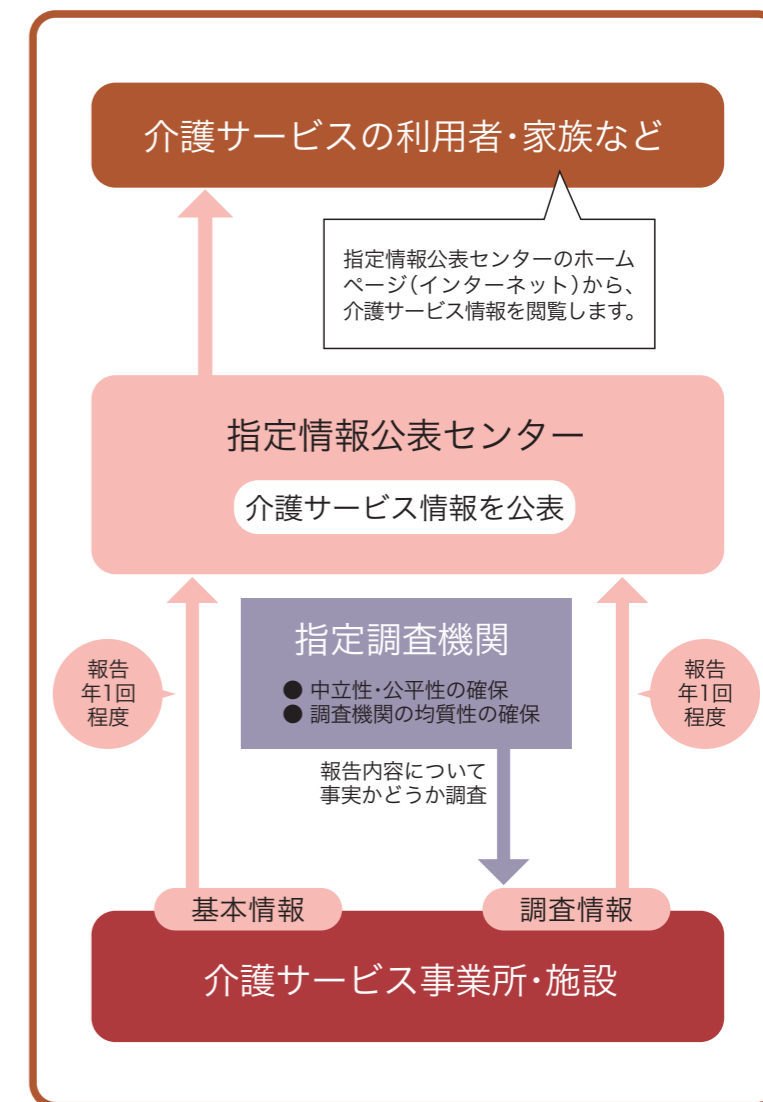 介護サービスの利用者･家族など
指定情報公表センターのホーム
ページ（インターネット）から、
介護サービス情報を閲覧します。
指定情報公表センター
介護サービス情報を公表
指定調査機関
● 中立性･公平性の確保
● 調査機関の均質性の確保
報告
年1回
程度
報告
年1回
程度
報告内容について
事実かどうか調査
基本情報
調査情報
介護サービス事業所･施設